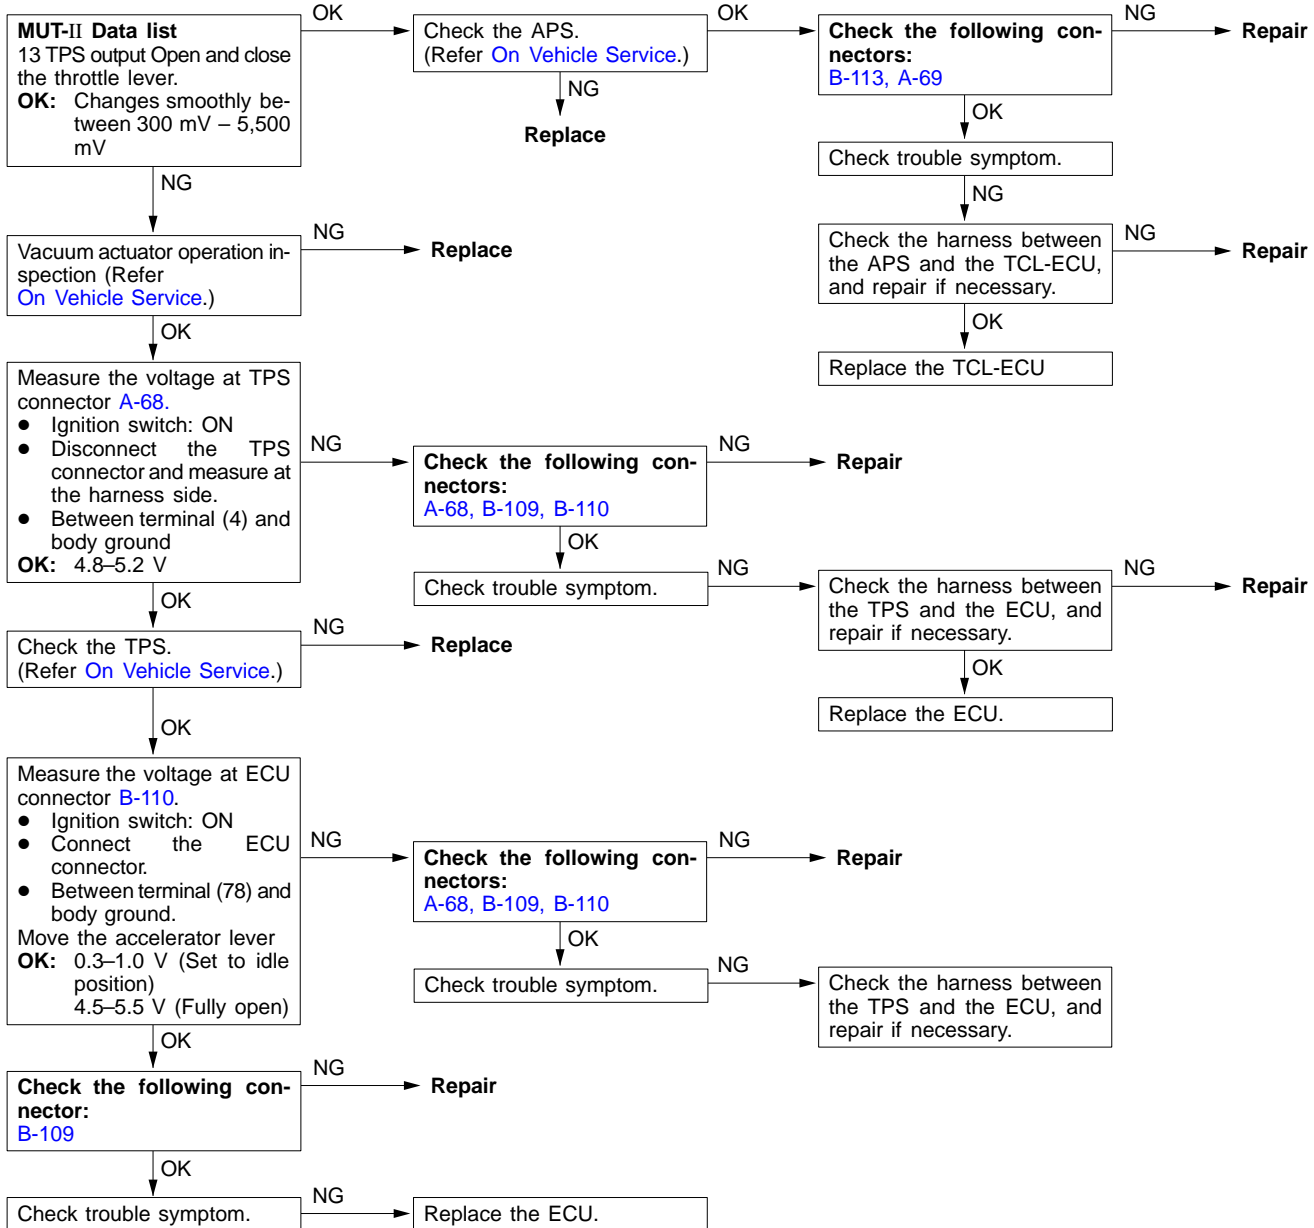 MUT-II Data list
13 TPS output Open and close
the throttle lever.
OK: Changes smoothly be-
tween 300 mV – 5,500
mV
OK
Check the APS.
(Refer On Vehicle Service.)
OK
Check the following con-
nectors:
B-113, A-69
NG
Repair
NG
Replace
OK
Check trouble symptom.
NG
Check the harness between
the APS and the TCL-ECU,
and repair if necessary.
NG
Repair
OK
Replace the TCL-ECU
NG
Vacuum actuator operation in-
spection (Refer
On Vehicle Service.)
NG
Replace
OK
Measure the voltage at TPS
connector A-68.
● Ignition switch: ON
● Disconnect the TPS
connector and measure at
the harness side.
● Between terminal (4) and
body ground
OK: 4.8–5.2 V
NG
Check the following con-
nectors:
A-68, B-109, B-110
NG
Repair
OK
Check trouble symptom.
NG
Check the harness between
the TPS and the ECU, and
repair if necessary.
NG
Repair
OK
Replace the ECU.
OK
Check the TPS.
(Refer On Vehicle Service.)
NG
Replace
OK
Measure the voltage at ECU
connector B-110.
● Ignition switch: ON
● Connect the ECU
connector.
● Between terminal (78) and
body ground.
Move the accelerator lever
OK: 0.3–1.0 V (Set to idle
position)
4.5–5.5 V (Fully open)
NG
Check the following con-
nectors:
A-68, B-109, B-110
NG
Repair
OK
Check trouble symptom.
NG
Check the harness between
the TPS and the ECU, and
repair if necessary.
OK
Check the following con-
nector:
B-109
NG
Repair
OK
Check trouble symptom.
NG
Replace the ECU.